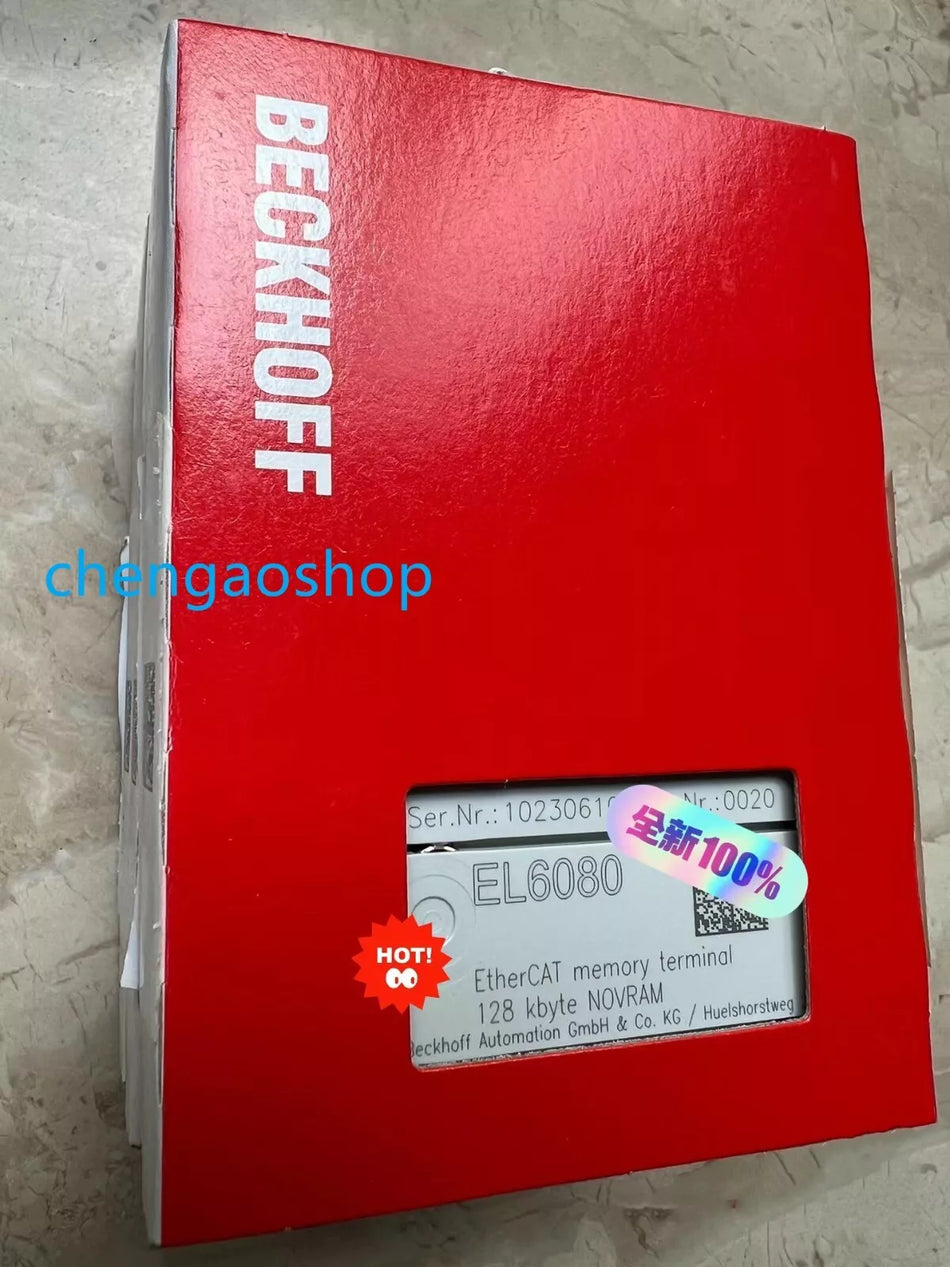 BECKHOFF
chengaoshop
Ser.Nr.:10230610 Nr.:0020
全新100%
EL6080
HOT!
EtherCAT memory terminal
128 kbyte NOVRAM
Beckhoff Automation GmbH & Co. KG / Huelshorstweg